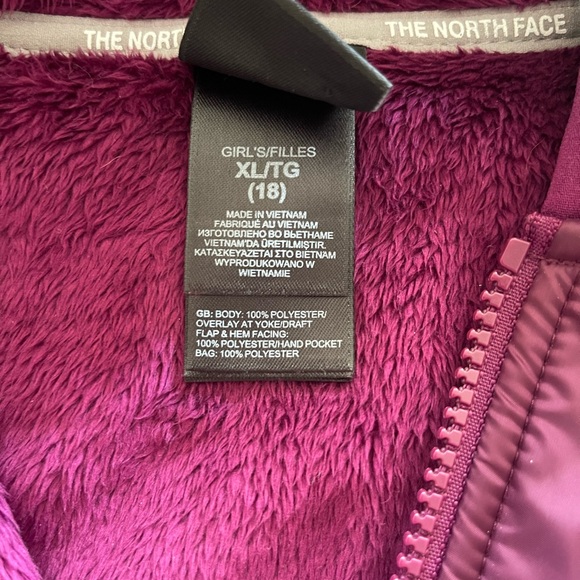 THE NORT
THE NORTH FACE
GIRL'S/FILLES
XL/TG
(18)
MADE IN VIETNAM
FABRIQUÉ AU VIETNAM
ИЗГОТОВЛЕНО ВО ВЬЕТНАМЕ
VIETNAM'DA ÜRETILMIŞTIR.
ΚΑΤΑΣΚΕΥΑΖΕΤΑΙ ΣΤΟ ΒΙΕΤΝΑΜ
WYPRODUKOWANO W
WIETNAMIE
GB: BODY: 100% POLYESTER/
OVERLAY AT YOKE/DRAFT
FLAP & HEM FACING:
100% POLYESTER/HAND POCKET
BAG: 100% POLYESTER